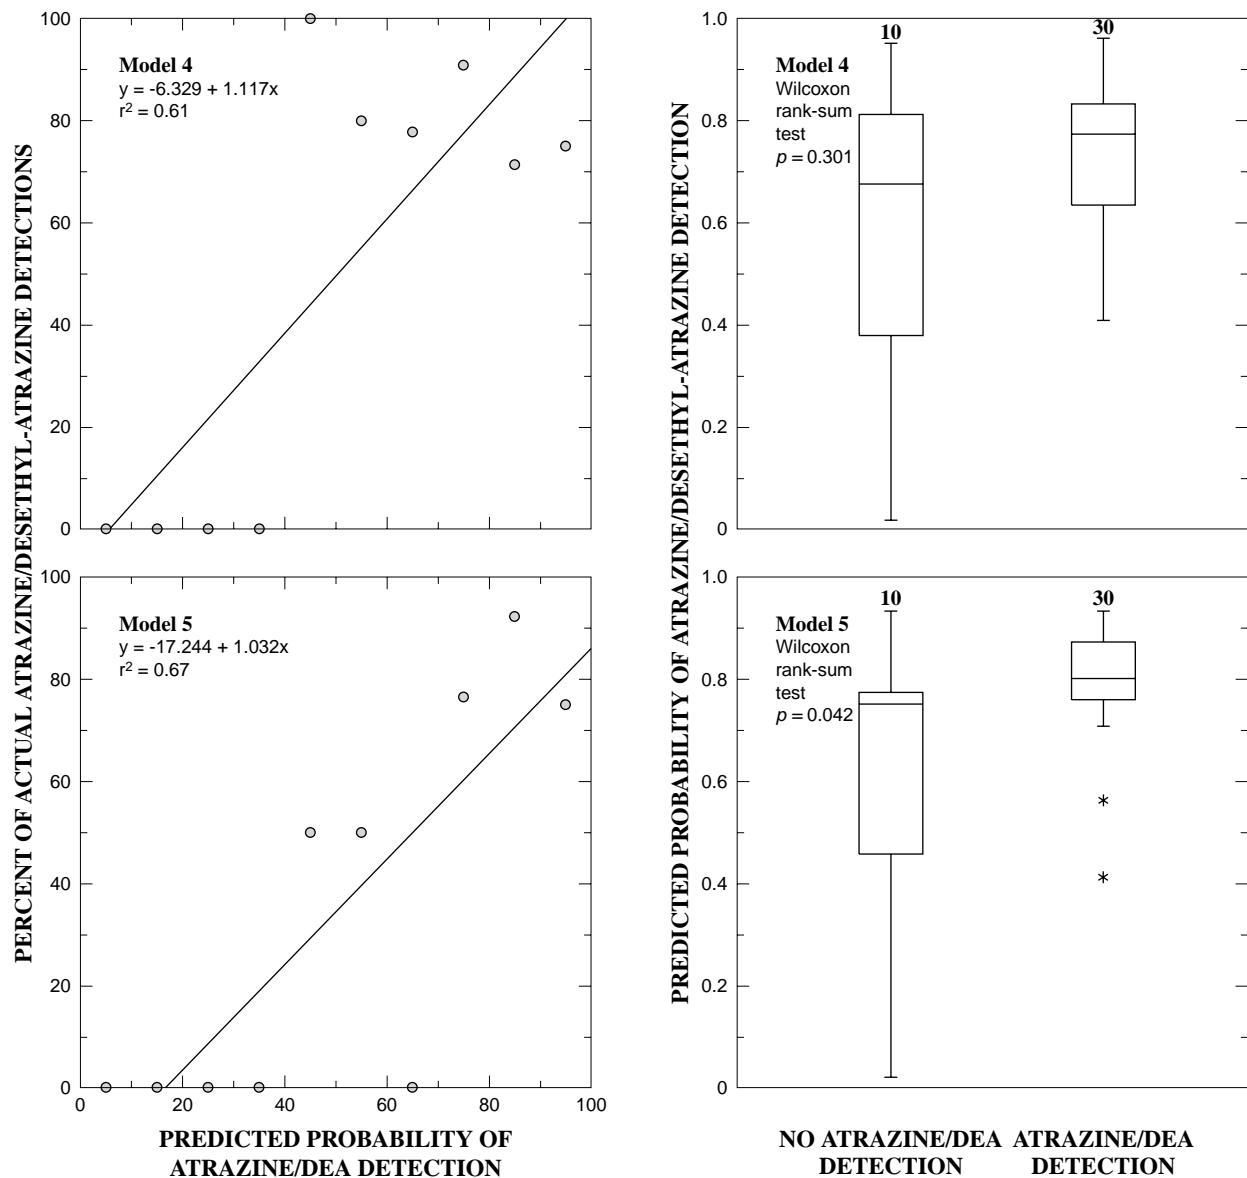 PERCENT OF ACTUAL ATRAZINE/DESETHYL-ATRAZINE DETECTIONS
100
80
60
40
20
0
Model 4
y = -6.329 + 1.117x
r² = 0.61
100
80
60
40
20
0
Model 5
y = -17.244 + 1.032x
r² = 0.67
0 20 40 60 80 100
PREDICTED PROBABILITY OF
ATRAZINE/DEA DETECTION
PREDICTED PROBABILITY OF ATRAZINE/DESETHYL-ATRAZINE DETECTION
1.0
0.8
0.6
0.4
0.2
0
10 30
Model 4
Wilcoxon
rank-sum
test
p = 0.301
1.0
0.8
0.6
0.4
0.2
0
10 30
Model 5
Wilcoxon
rank-sum
test
p = 0.042
NO ATRAZINE/DEA
DETECTION
ATRAZINE/DEA
DETECTION